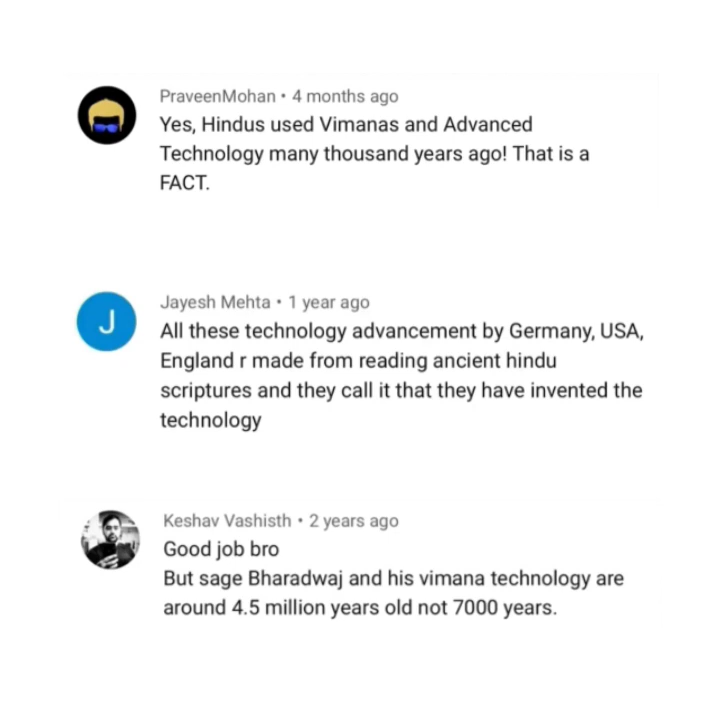 PraveenMohan • 4 months ago
Yes, Hindus used Vimanas and Advanced
Technology many thousand years ago! That is a
FACT.
J
Jayesh Mehta • 1 year ago
All these technology advancement by Germany, USA,
England r made from reading ancient hindu
scriptures and they call it that they have invented the
technology
Keshav Vashisth • 2 years ago
Good job bro
But sage Bharadwaj and his vimana technology are
around 4.5 million years old not 7000 years.